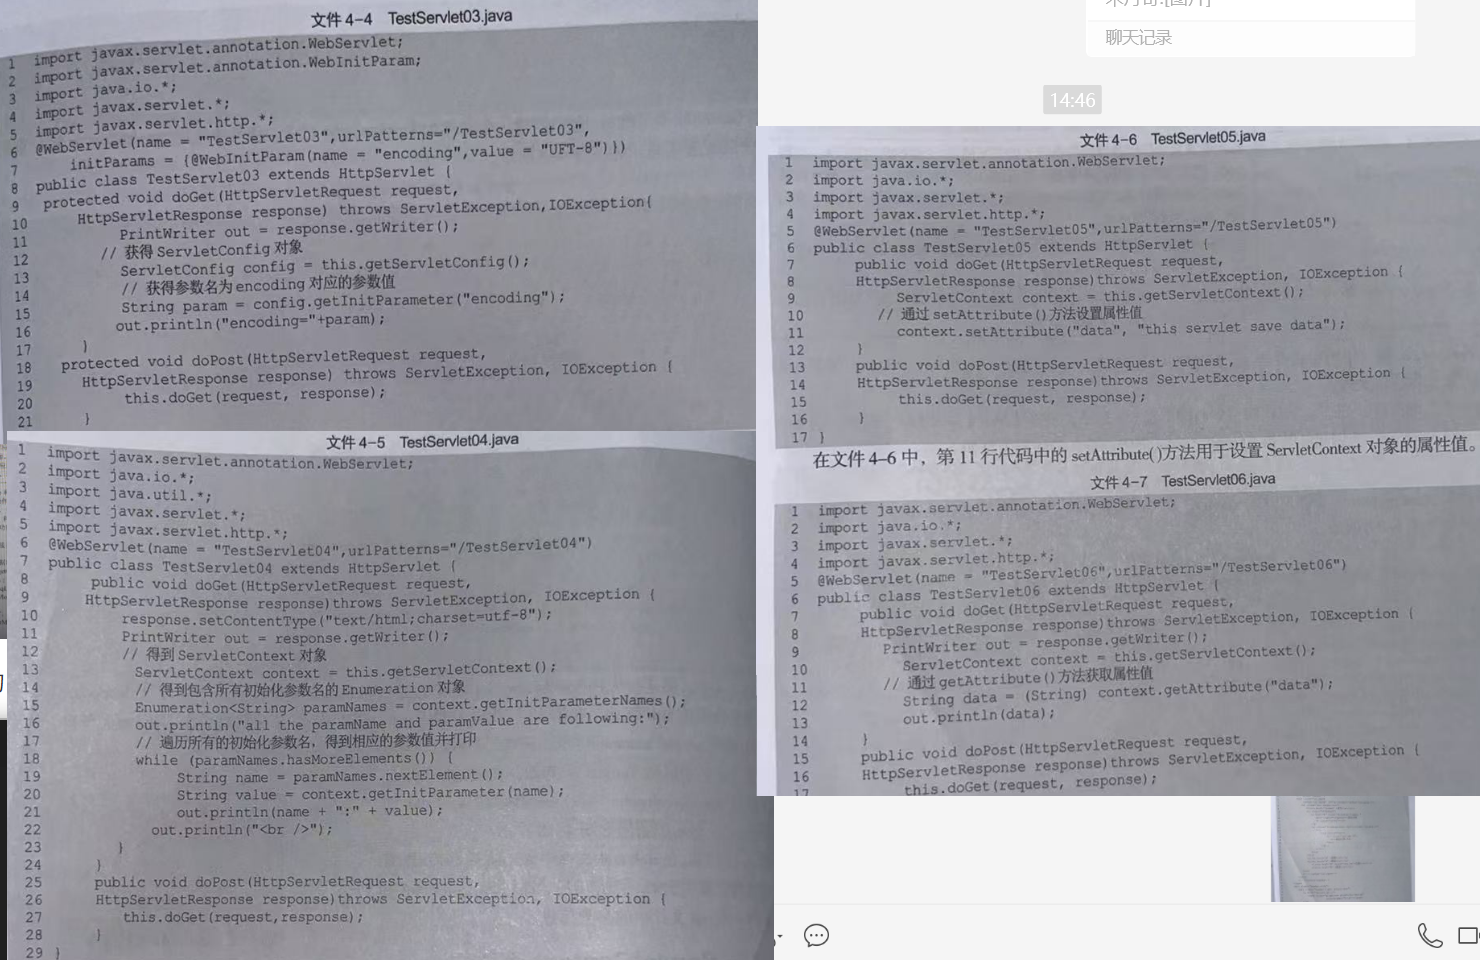 文件 4-4 TestServlet03.java
1 import javax.servlet.annotation.WebServlet;
2 import javax.servlet.annotation.WebInitParam;
3 import java.io.*;
4 import javax.servlet.*;
5 import javax.servlet.http.*;
6 @WebServlet(name = "TestServlet03",urlPatterns="/TestServlet03",
7 initParams = {@WebInitParam(name = "encoding",value = "UFT-8")})
8 public class TestServlet03 extends HttpServlet {
9 protected void doGet(HttpServletRequest request,
10 HttpServletResponse response) throws ServletException,IOException{
11 PrintWriter out = response.getWriter();
12 // 获得 ServletConfig 对象
13 ServletConfig config = this.getServletConfig();
14 // 获得参数名为 encoding 对应的参数值
15 String param = config.getInitParameter("encoding");
16 out.println("encoding="+param);
17 }
18 protected void doPost(HttpServletRequest request,
19 HttpServletResponse response) throws ServletException, IOException {
20 this.doGet(request, response);
21 }
文件 4-5 TestServlet04.java
1 import javax.servlet.annotation.WebServlet;
2 import java.io.*;
3 import java.util.*;
4 import javax.servlet.*;
5 import javax.servlet.http.*;
6 @WebServlet(name = "TestServlet04",urlPatterns="/TestServlet04")
7 public class TestServlet04 extends HttpServlet {
8 public void doGet(HttpServletRequest request,
9 HttpServletResponse response)throws ServletException, IOException {
10 response.setContentType("text/html;charset=utf-8");
11 PrintWriter out = response.getWriter();
12 // 得到 ServletContext 对象
13 ServletContext context = this.getServletContext();
14 // 得到包含所有初始化参数名的 Enumeration 对象
15 Enumeration<String> paramNames = context.getInitParameterNames();
16 out.println("all the paramName and paramValue are following:");
17 // 遍历所有的初始化参数名，得到相应的参数值并打印
18 while (paramNames.hasMoreElements()) {
19 String name = paramNames.nextElement();
20 String value = context.getInitParameter(name);
21 out.println(name + ":" + value);
22 out.println("<br />");
23 }
24 }
25 public void doPost(HttpServletRequest request,
26 HttpServletResponse response)throws ServletException, IOException {
27 this.doGet(request,response);
28 }
29 }
聊天记录
14:46
文件 4-6 TestServlet05.java
1 import javax.servlet.annotation.WebServlet;
2 import java.io.*;
3 import javax.servlet.*;
4 import javax.servlet.http.*;
5 @WebServlet(name = "TestServlet05",urlPatterns="/TestServlet05")
6 public class TestServlet05 extends HttpServlet {
7 public void doGet(HttpServletRequest request,
8 HttpServletResponse response)throws ServletException, IOException {
9 ServletContext context = this.getServletContext();
10 // 通过 setAttribute()方法设置属性值
11 context.setAttribute("data", "this servlet save data");
12 }
13 public void doPost(HttpServletRequest request,
14 HttpServletResponse response)throws ServletException, IOException {
15 this.doGet(request, response);
16 }
17 }
在文件 4-6 中，第 11 行代码中的 setAttribute()方法用于设置 ServletContext 对象的属性值。
文件 4-7 TestServlet06.java
1 import javax.servlet.annotation.WebServlet;
2 import java.io.*;
3 import javax.servlet.*;
4 import javax.servlet.http.*;
5 @WebServlet(name = "TestServlet06",urlPatterns="/TestServlet06")
6 public class TestServlet06 extends HttpServlet {
7 public void doGet(HttpServletRequest request,
8 HttpServletResponse response)throws ServletException, IOException {
9 PrintWriter out = response.getWriter();
10 ServletContext context = this.getServletContext();
11 // 通过 getAttribute()方法获取属性值
12 String data = (String) context.getAttribute("data");
13 out.println(data);
14 }
15 public void doPost(HttpServletRequest request,
16 HttpServletResponse response)throws ServletException, IOException {
17 this.doGet(request, response);